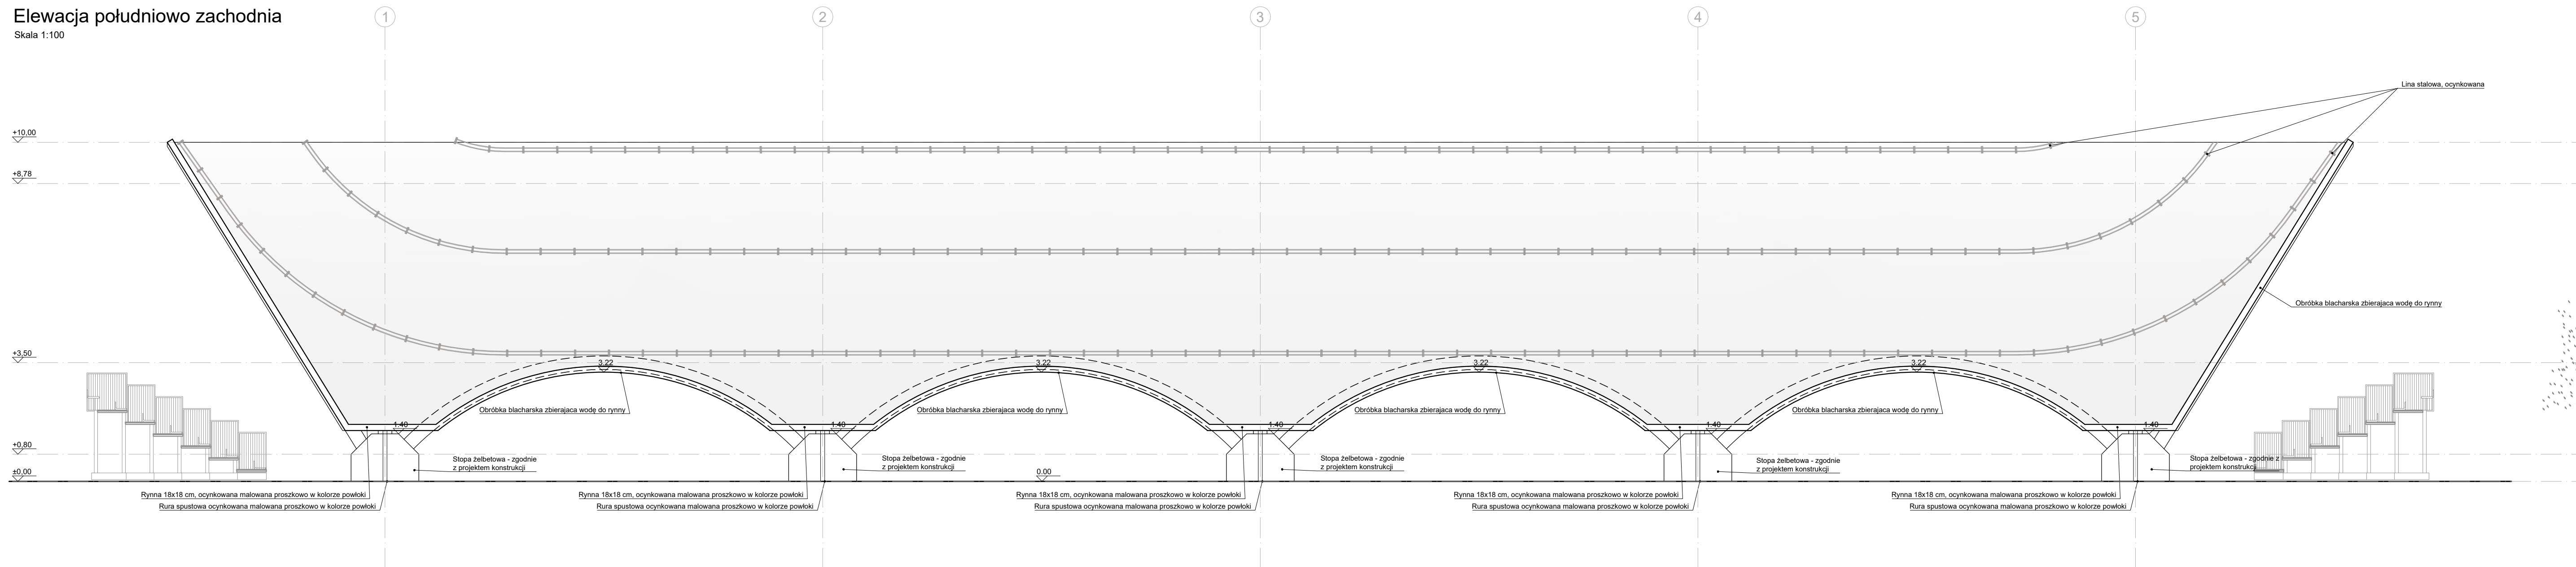 Elewacja południowo zachodnia
Skala 1:100
1
2
3
4
5
Lina stalowa, ocynkowana
+10,00
+8,78
Obróbka blacharska zbierajaca wodę do rynny
+3,50
3.22
3.22
3.22
3.22
Obróbka blacharska zbierajaca wodę do rynny
Obróbka blacharska zbierajaca wodę do rynny
Obróbka blacharska zbierajaca wodę do rynny
Obróbka blacharska zbierajaca wodę do rynny
1.40
1.40
1.40
1.40
1.40
+0,80
Stopa żelbetowa - zgodnie
z projektem konstrukcji
Stopa żelbetowa - zgodnie
z projektem konstrukcji
Stopa żelbetowa - zgodnie
z projektem konstrukcji
Stopa żelbetowa - zgodnie
z projektem konstrukcji
Stopa żelbetowa - zgodnie z
projektem konstrukcji
±0,00
0.00
Rynna 18x18 cm, ocynkowana malowana proszkowo w kolorze powłoki
Rynna 18x18 cm, ocynkowana malowana proszkowo w kolorze powłoki
Rynna 18x18 cm, ocynkowana malowana proszkowo w kolorze powłoki
Rynna 18x18 cm, ocynkowana malowana proszkowo w kolorze powłoki
Rynna 18x18 cm, ocynkowana malowana proszkowo w kolorze powłoki
Rura spustowa ocynkowana malowana proszkowo w kolorze powłoki
Rura spustowa ocynkowana malowana proszkowo w kolorze powłoki
Rura spustowa ocynkowana malowana proszkowo w kolorze powłoki
Rura spustowa ocynkowana malowana proszkowo w kolorze powłoki
Rura spustowa ocynkowana malowana proszkowo w kolorze powłoki